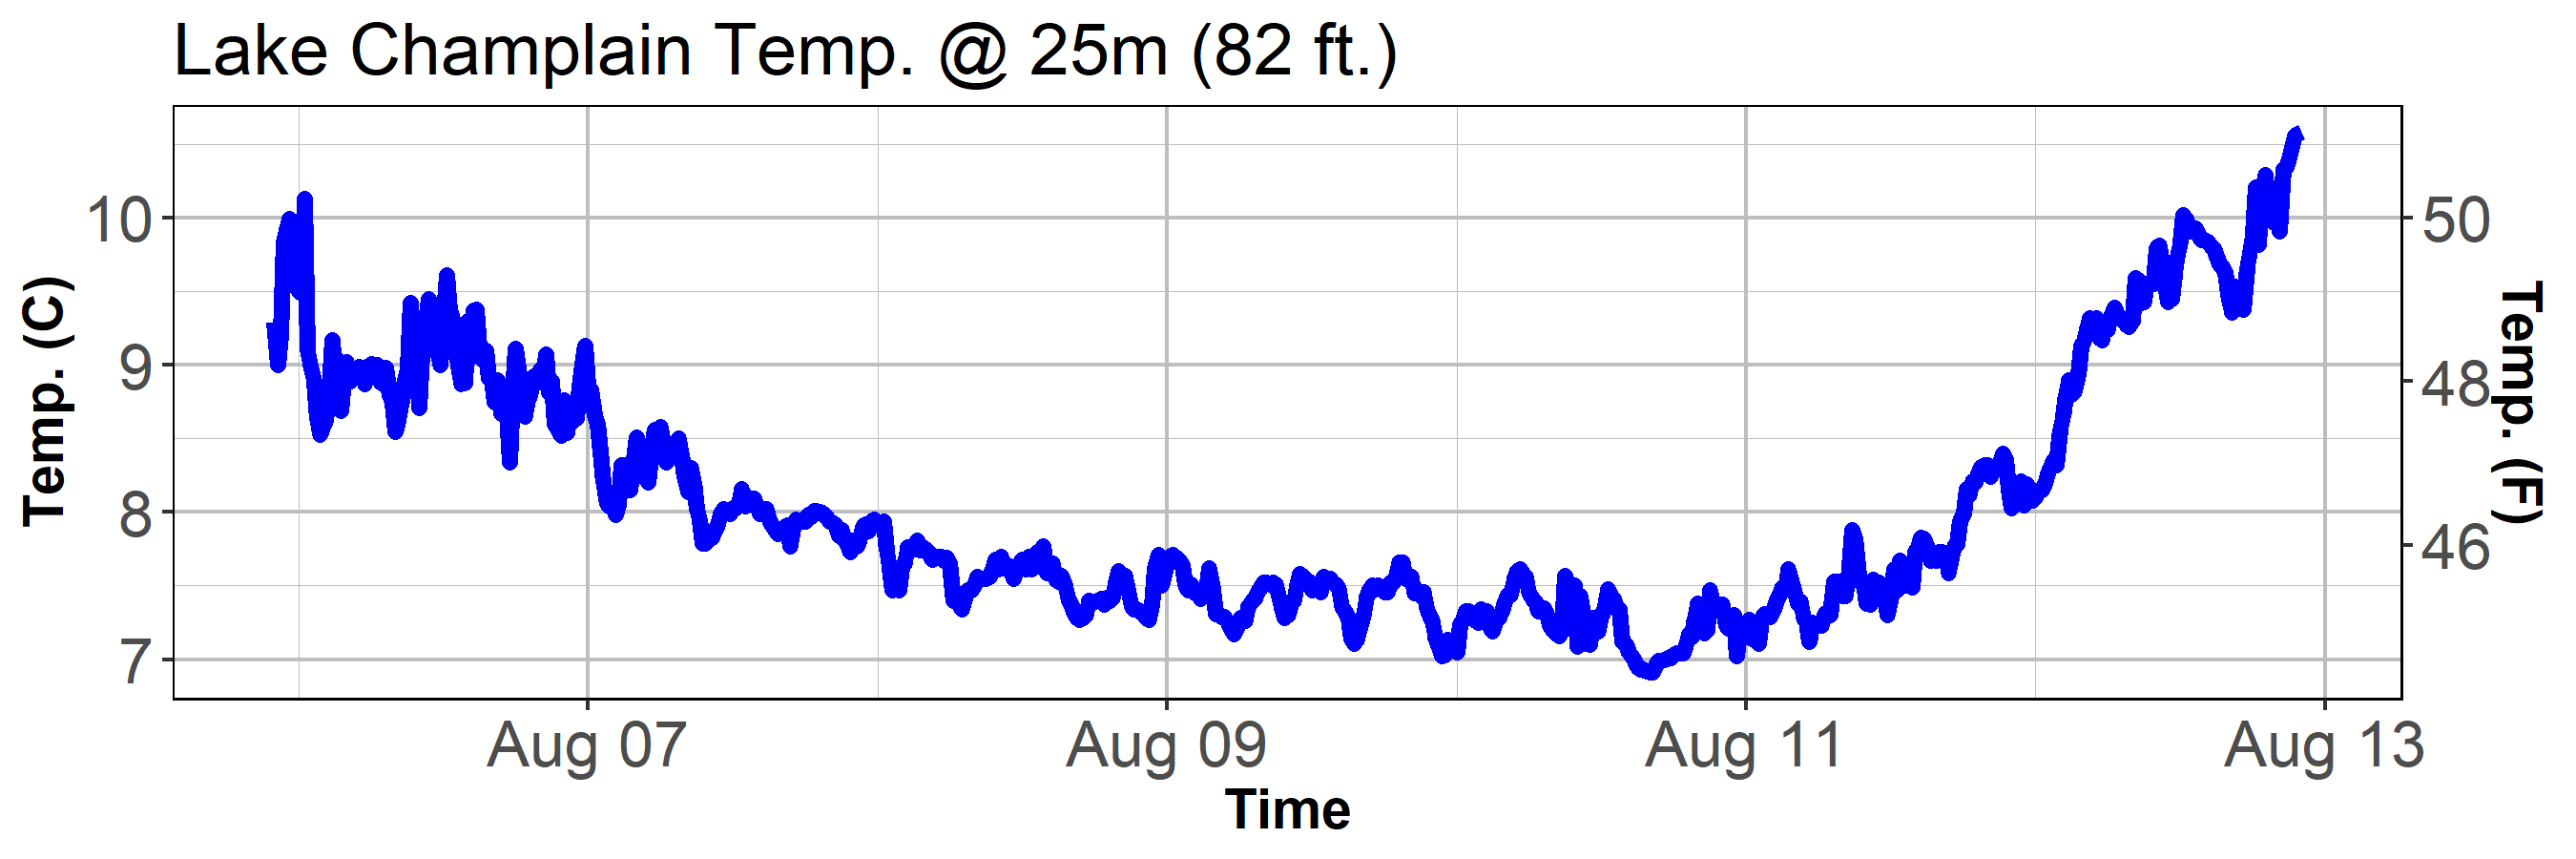 Lake Champlain Temp. @ 25m (82 ft.)
Temp. (C)
10
9
8
7
50
48
46
Temp. (F)
Aug 07
Aug 09
Aug 11
Aug 13
Time